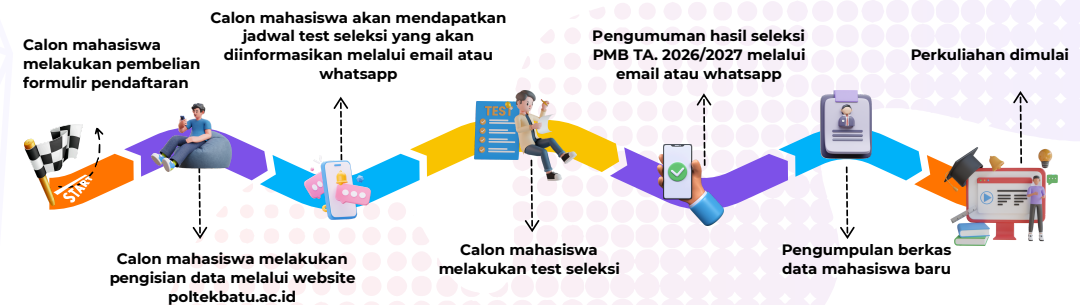 Calon mahasiswa
melakukan pembelian
formulir pendaftaran
START
Calon mahasiswa melakukan
pengisian data melalui website
poltekbatu.ac.id
Calon mahasiswa akan mendapatkan
jadwal test seleksi yang akan
diinformasikan melalui email atau
whatsapp
TEST
Calon mahasiswa
melakukan test seleksi
Pengumuman hasil seleksi
PMB TA. 2026/2027 melalui
email atau whatsapp
Pengumpulan berkas
data mahasiswa baru
Perkuliahan dimulai